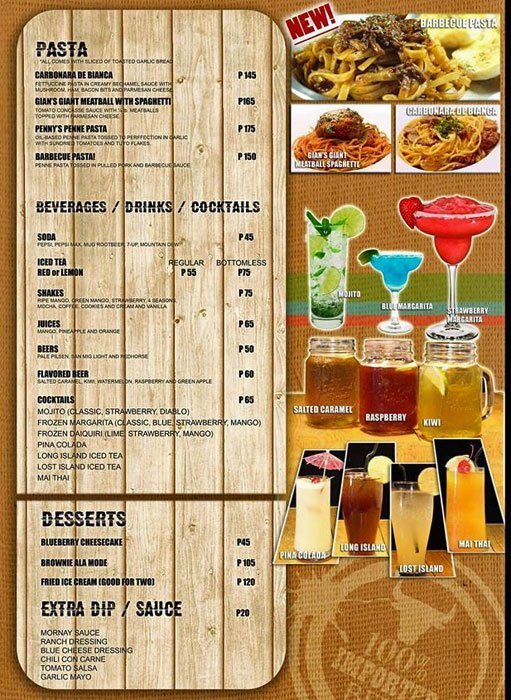 NEW!
PASTA
*ALL COMES WITH SLICED OF TOASTED GARLIC BREAD
CARBONARA DE BIANCA P 145
FETTUCCINE PASTA IN CREAMY BECHAMEL SAUCE WITH
MUSHROOM, HAM, BACON BITS AND PARMESAN CHEESE
GIAN'S GIANT MEATBALL WITH SPAGHETTI P165
TOMATO CONCASSE SAUCE WITH ¼ lb. MEATBALLS
TOPPED WITH PARMESAN CHEESE
PENNY'S PENNE PASTA P 175
OIL-BASED PENNE PASTA TOSSED TO PERFFECTION IN GARLIC
WITH SUNDRIED TOMATOES AND TUYO FLAKES.
BARBECUE PASTA! P 150
PENNE PASTA TOSSED IN PULLED PORK AND BARBECUE SAUCE
BEVERAGES / DRINKS / COCKTAILS
SODA P 45
PEPSI, PEPSI MAX, MUG ROOTBEER, 7-UP, MOUNTAIN DEW
ICED TEA REGULAR BOTTOMLESS
RED or LEMON P 55 P75
SHAKES P 75
RIPE MANGO, GREEN MANGO, STRAWBERRY, 4 SEASONS,
MOCHA, COFFEE, COOKIES AND CREAM AND VANILLA
JUICES P 65
MANGO, PINEAPPLE AND ORANGE
BEERS P 50
PALE PILSEN, SAN MIG LIGHT AND REDHORSE
FLAVORED BEER P 60
SALTED CARAMEL, KIWI, WATERMELON, RASPBERRY AND GREEN APPLE
COCKTAILS P 65
MOJITO (CLASSIC, STRAWBERRY, DIABLO)
FROZEN MARGARITA (CLASSIC, BLUE, STRAWBERRY, MANGO)
FROZEN DAIQUIRI (LIME, STRAWBERRY, MANGO)
PINA COLADA
LONG ISLAND ICED TEA
LOST ISLAND ICED TEA
MAI THAI
DESSERTS
BLUEBERRY CHEESECAKE P45
BROWNIE ALA MODE P 105
FRIED ICE CREAM (GOOD FOR TWO) P 120
EXTRA DIP / SAUCE P20
MORNAY SAUCE
RANCH DRESSING
BLUE CHEESE DRESSING
CHILI CON CARNE
TOMATO SALSA
GARLIC MAYO
BARBECUE PASTA
GIAN'S GIANT
MEATBALL SPAGHETTI
CARBONARA DE BIANCA
MOJITO
BLUE MARGARITA
STRAWBERRY
MARGARITA
SALTED CARAMEL
RASPBERRY
KIWI
PINA COLADA
LONG ISLAND
LOST ISLAND
MAI THAI
100%